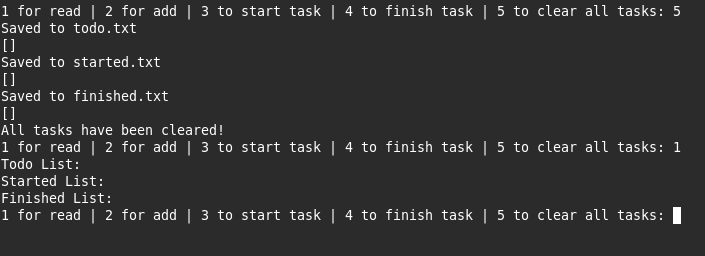 1 for read | 2 for add | 3 to start task | 4 to finish task | 5 to clear all tasks: 5
Saved to todo.txt
[]
Saved to started.txt
[]
Saved to finished.txt
[]
All tasks have been cleared!
1 for read | 2 for add | 3 to start task | 4 to finish task | 5 to clear all tasks: 1
Todo List:
Started List:
Finished List:
1 for read | 2 for add | 3 to start task | 4 to finish task | 5 to clear all tasks: